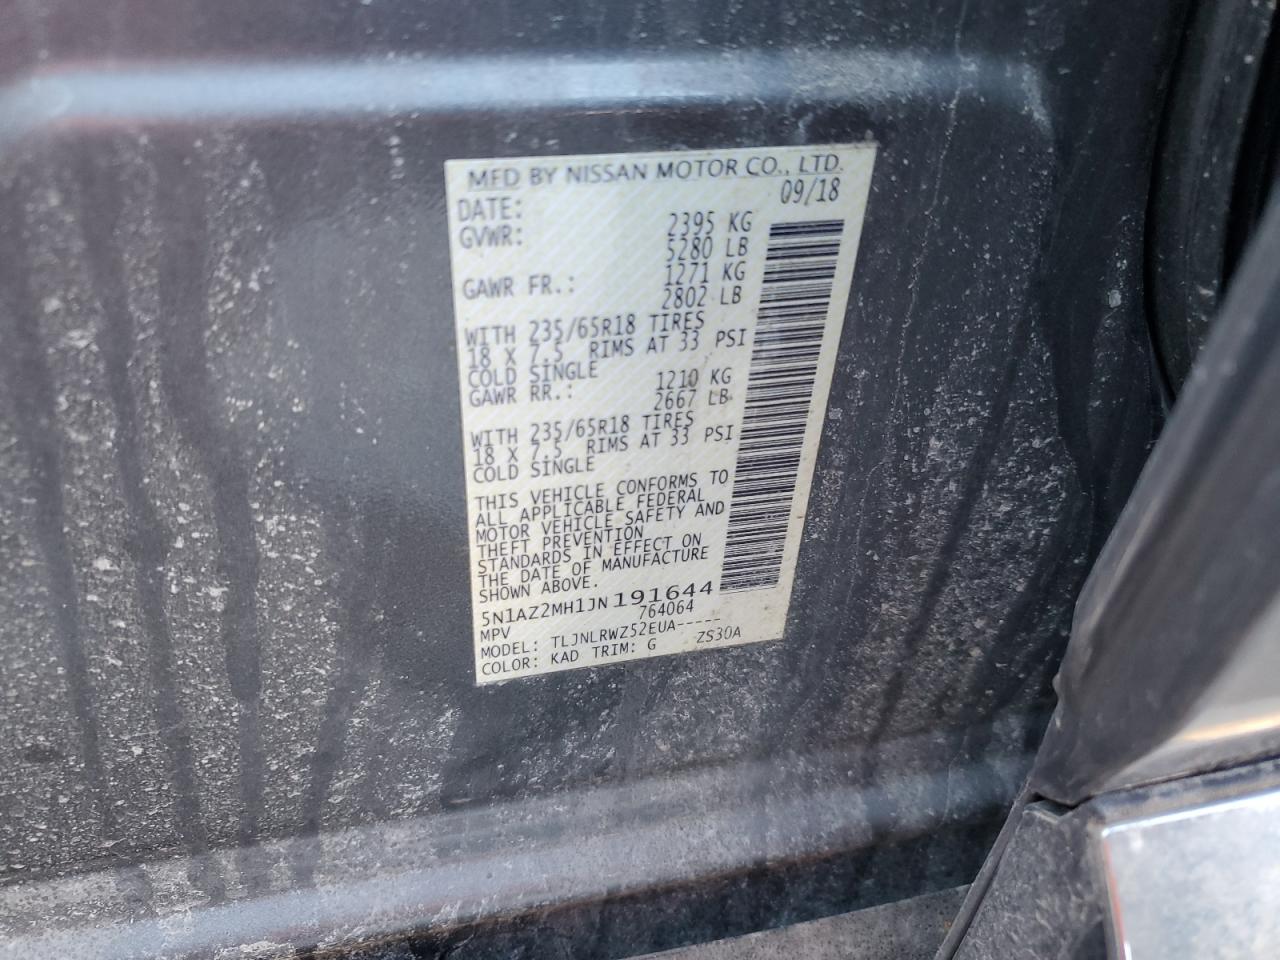 MFD BY NISSAN MOTOR CO., LTD.
DATE: 09/18
GVWR: 2395 KG
5280 LB
GAWR FR.: 1271 KG
2802 LB
WITH 235/65R18 TIRES
18 X 7.5 RIMS AT 33 PSI
COLD SINGLE
GAWR RR.: 1210 KG
2667 LB
WITH 235/65R18 TIRES
18 X 7.5 RIMS AT 33 PSI
COLD SINGLE
THIS VEHICLE CONFORMS TO
ALL APPLICABLE FEDERAL
MOTOR VEHICLE SAFETY AND
THEFT PREVENTION
STANDARDS IN EFFECT ON
THE DATE OF MANUFACTURE
SHOWN ABOVE.
5N1AZ2MH1JN191644
MPV 764064
MODEL: TLJNLRWZ52EUA-----
COLOR: KAD TRIM: G ZS30A